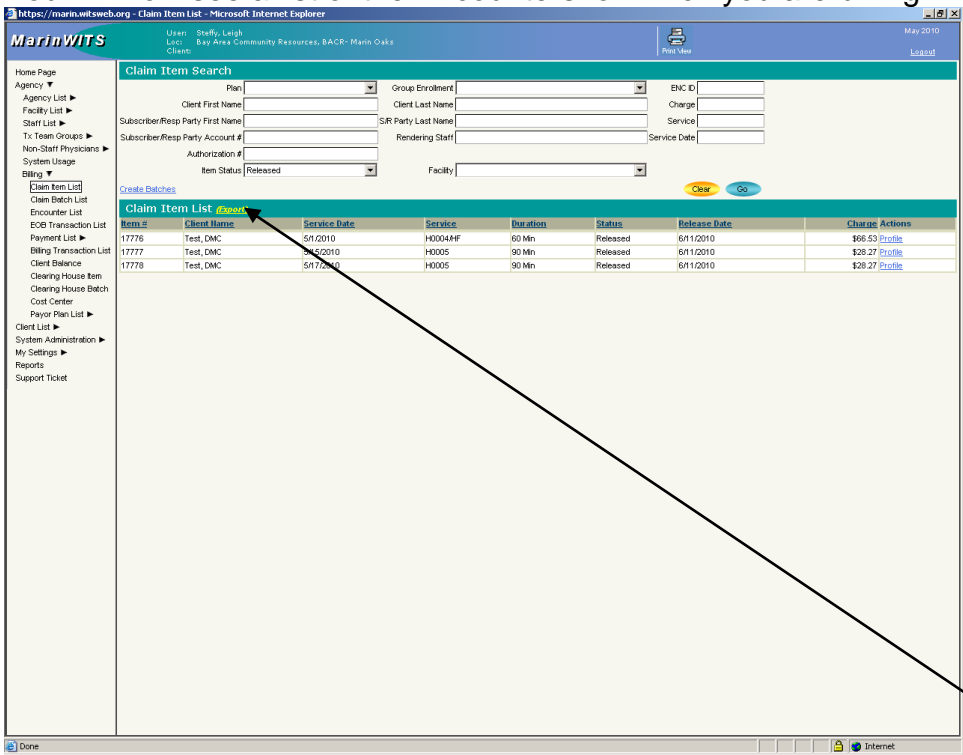 https://marin.witsweb.org - Claim Item List - Microsoft Internet Explorer
MarinWITS
User: Steffy, Leigh
Loc: Bay Area Community Resources, BACR- Marin Oaks
Client:
Print View
May 2010
Logout
Home Page
Agency ▼
Agency List ►
Facility List ►
Staff List ►
Tx Team Groups ►
Non-Staff Physicians ►
System Usage
Billing ▼
Claim Item List
Claim Batch List
Encounter List
EOB Transaction List
Payment List ►
Billing Transaction List
Client Balance
Clearing House Item
Clearing House Batch
Cost Center
Payor Plan List ►
Client List ►
System Administration ►
My Settings ►
Reports
Support Ticket
Claim Item Search
Plan Group Enrollment ENC ID
Client First Name Client Last Name Charge
Subscriber/Resp Party First Name S/R Party Last Name Service
Subscriber/Resp Party Account # Rendering Staff Service Date
Authorization #
Item Status Released Facility
Create Batches Clear Go
Claim Item List (Export)
Item # Client Name Service Date Service Duration Status Release Date Charge Actions
17776 Test, DMC 5/1/2010 H0004/HF 60 Min Released 6/11/2010 $66.53 Profile
17777 Test, DMC 5/15/2010 H0005 90 Min Released 6/11/2010 $28.27 Profile
17778 Test, DMC 5/17/2010 H0005 90 Min Released 6/11/2010 $28.27 Profile
Done Internet